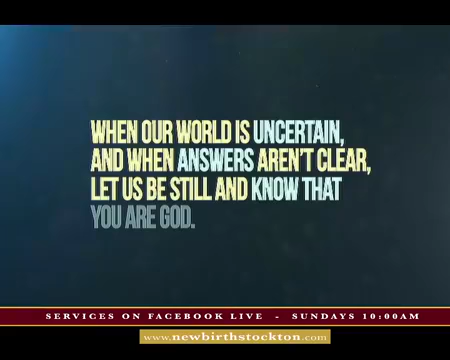 WHEN OUR WORLD IS UNCERTAIN,
AND WHEN ANSWERS AREN'T CLEAR,
LET US BE STILL AND KNOW THAT
YOU ARE GOD.
SERVICES ON FACEBOOK LIVE - SUNDAYS 10:00AM
www.newbirthstockton.com